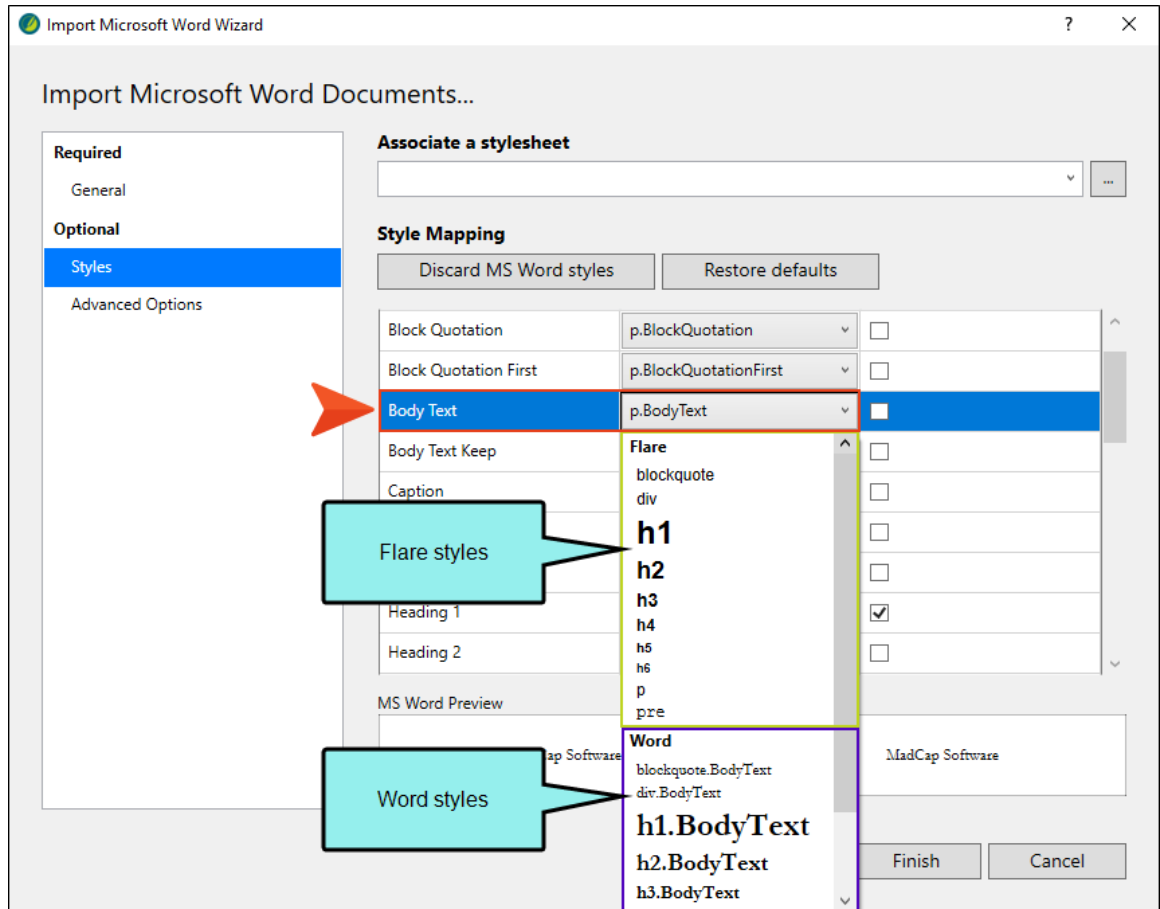 Import Microsoft Word Wizard
?
Import Microsoft Word Documents...
Required
General
Optional
Styles
Advanced Options
Associate a stylesheet
...
Style Mapping
Discard MS Word styles
Restore defaults
Block Quotation p.BlockQuotation
Block Quotation First p.BlockQuotationFirst
Body Text p.BodyText
Body Text Keep
Caption
Heading 1
Heading 2
Flare
blockquote
div
h1
h2
h3
h4
h5
h6
p
pre
Flare styles
MS Word Preview
ap Software
MadCap Software
Word
blockquote.BodyText
div.BodyText
h1.BodyText
h2.BodyText
h3.BodyText
Word styles
Finish
Cancel